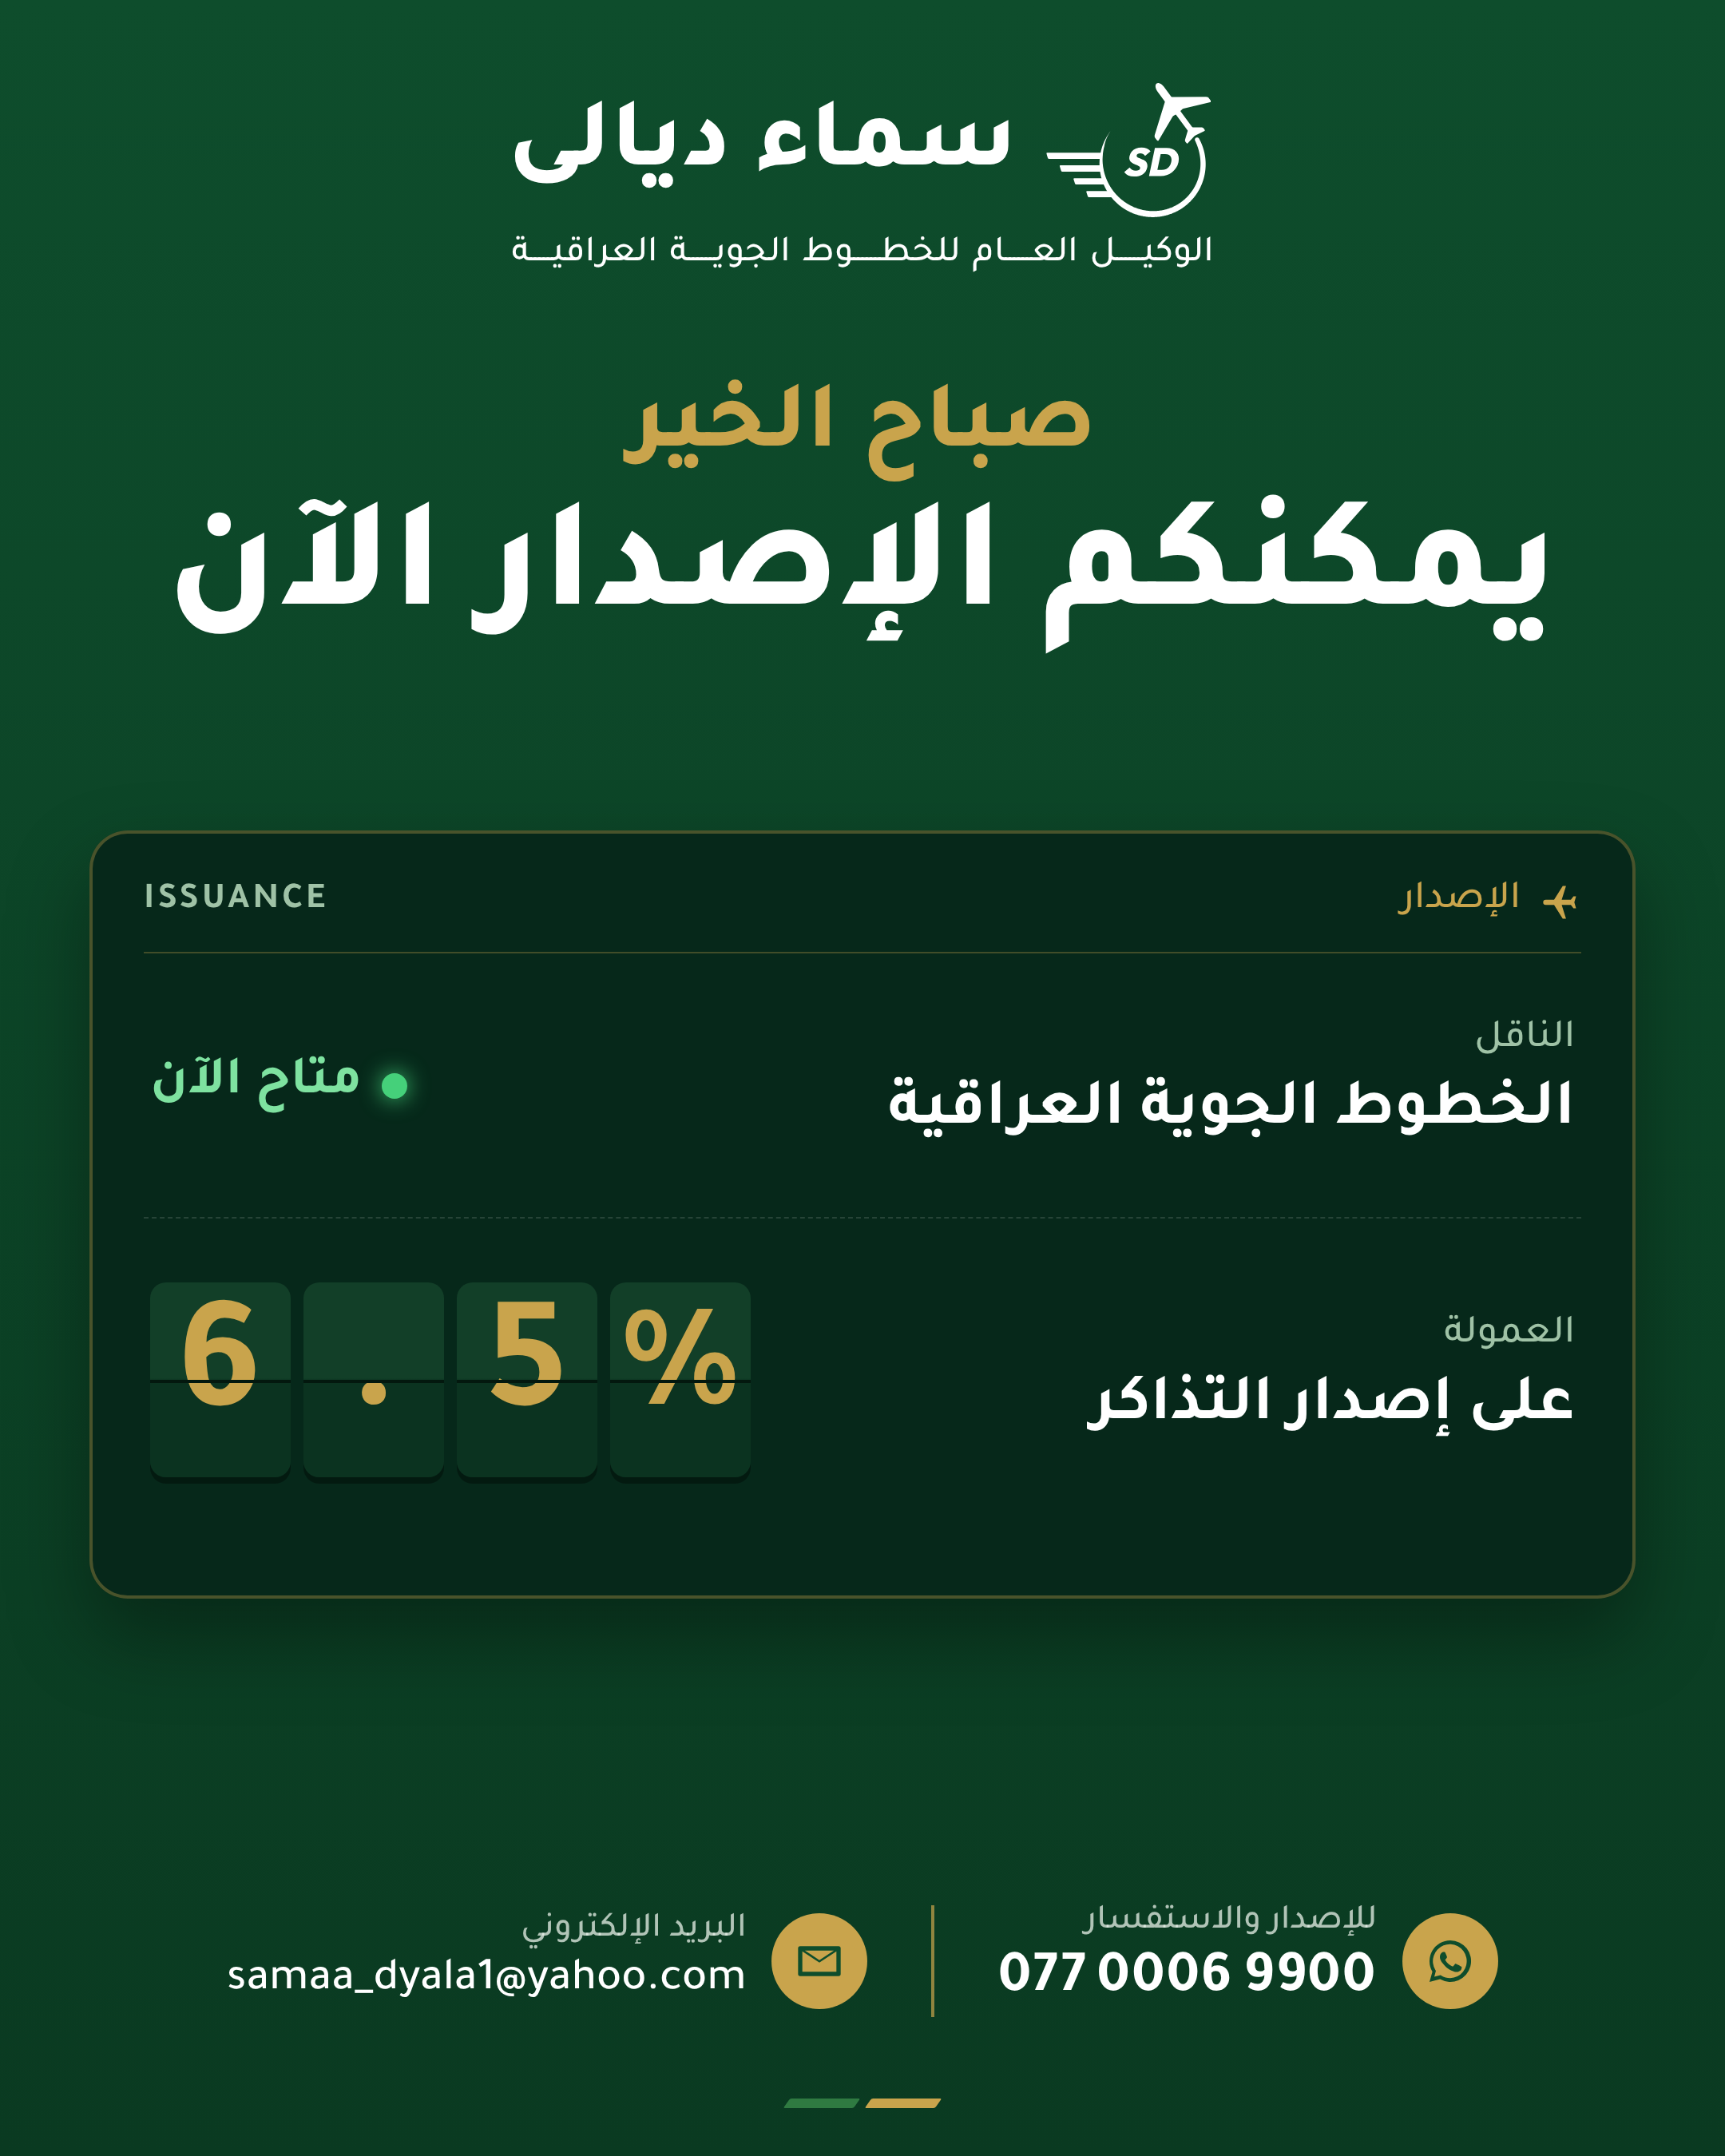 سماء ديالى
SD
الوكيـــل العـــام للخطـــوط الجويـــة العراقيـــة
صباح الخير
يمكنكم الإصدار الآن
الإصدار
ISSUANCE
الناقل
الخطوط الجوية العراقية
متاح الآن
العمولة
على إصدار التذاكر
6.5%
للإصدار والاستفسار
077 0006 9900
البريد الإلكتروني
samaa_dyala1@yahoo.com